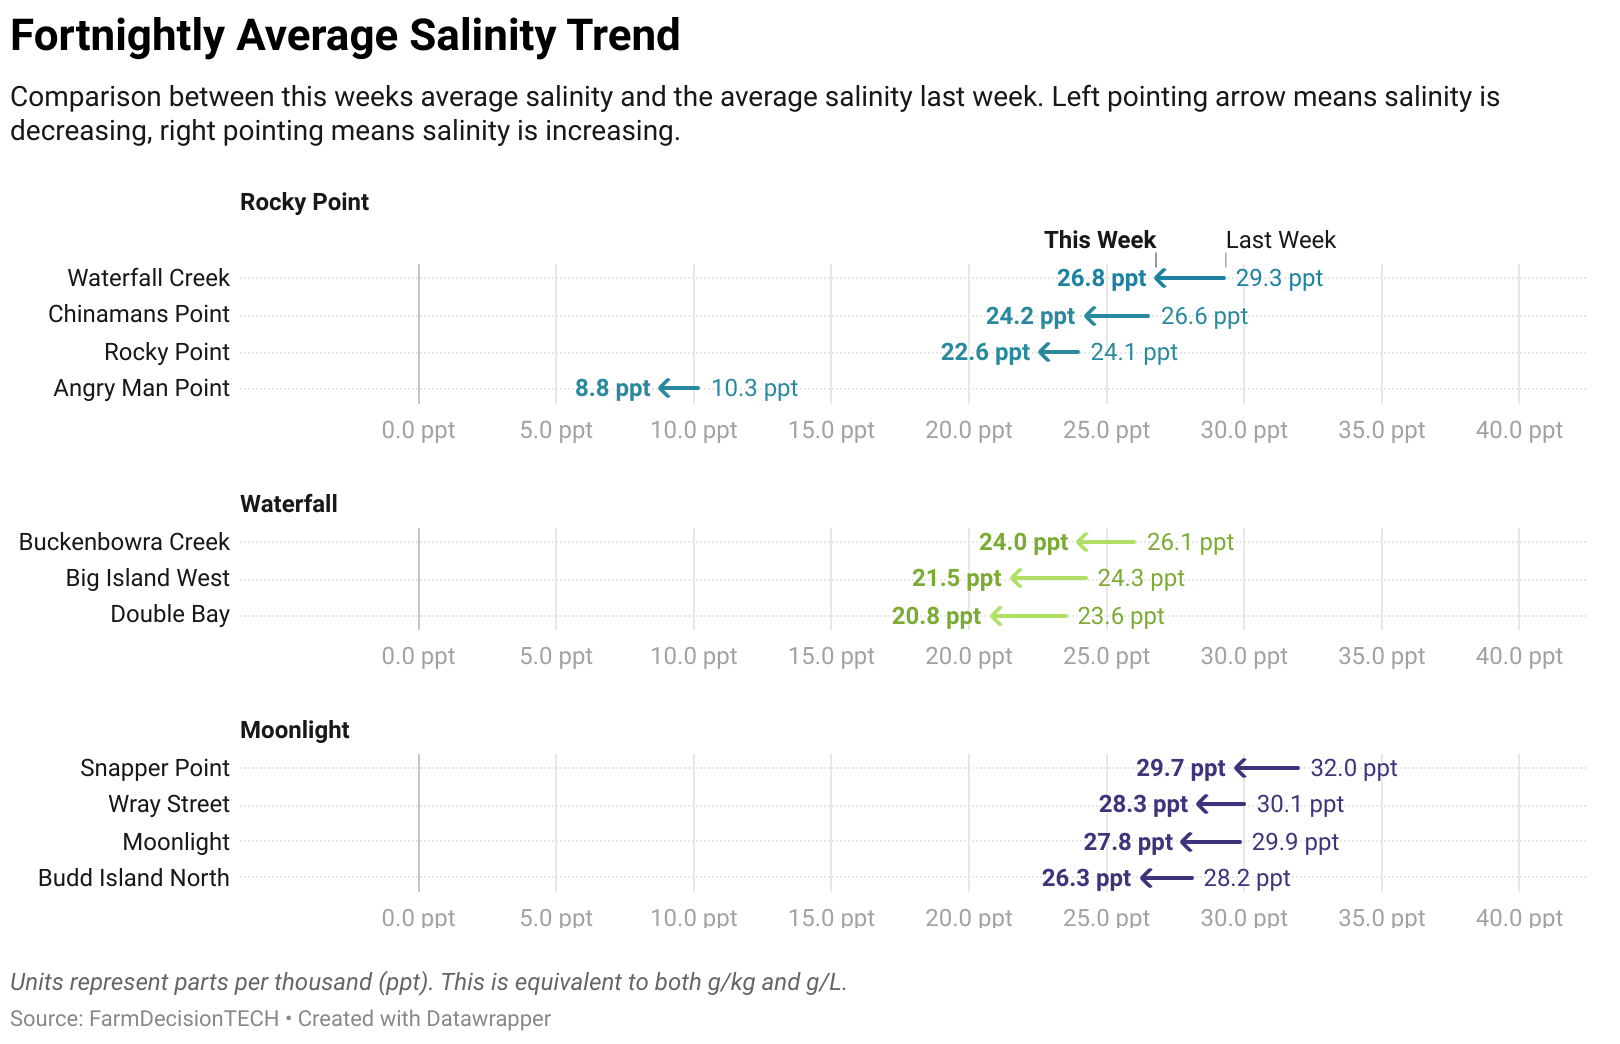 Fortnightly Average Salinity Trend
Comparison between this weeks average salinity and the average salinity last week. Left pointing arrow means salinity is
decreasing, right pointing means salinity is increasing.
Rocky Point
This Week Last Week
Waterfall Creek 26.8 ppt 29.3 ppt
Chinamans Point 24.2 ppt 26.6 ppt
Rocky Point 22.6 ppt 24.1 ppt
Angry Man Point 8.8 ppt 10.3 ppt
0.0 ppt 5.0 ppt 10.0 ppt 15.0 ppt 20.0 ppt 25.0 ppt 30.0 ppt 35.0 ppt 40.0 ppt
Waterfall
Buckenbowra Creek 24.0 ppt 26.1 ppt
Big Island West 21.5 ppt 24.3 ppt
Double Bay 20.8 ppt 23.6 ppt
0.0 ppt 5.0 ppt 10.0 ppt 15.0 ppt 20.0 ppt 25.0 ppt 30.0 ppt 35.0 ppt 40.0 ppt
Moonlight
Snapper Point 29.7 ppt 32.0 ppt
Wray Street 28.3 ppt 30.1 ppt
Moonlight 27.8 ppt 29.9 ppt
Budd Island North 26.3 ppt 28.2 ppt
0.0 ppt 5.0 ppt 10.0 ppt 15.0 ppt 20.0 ppt 25.0 ppt 30.0 ppt 35.0 ppt 40.0 ppt
Units represent parts per thousand (ppt). This is equivalent to both g/kg and g/L.
Source: FarmDecisionTECH • Created with Datawrapper